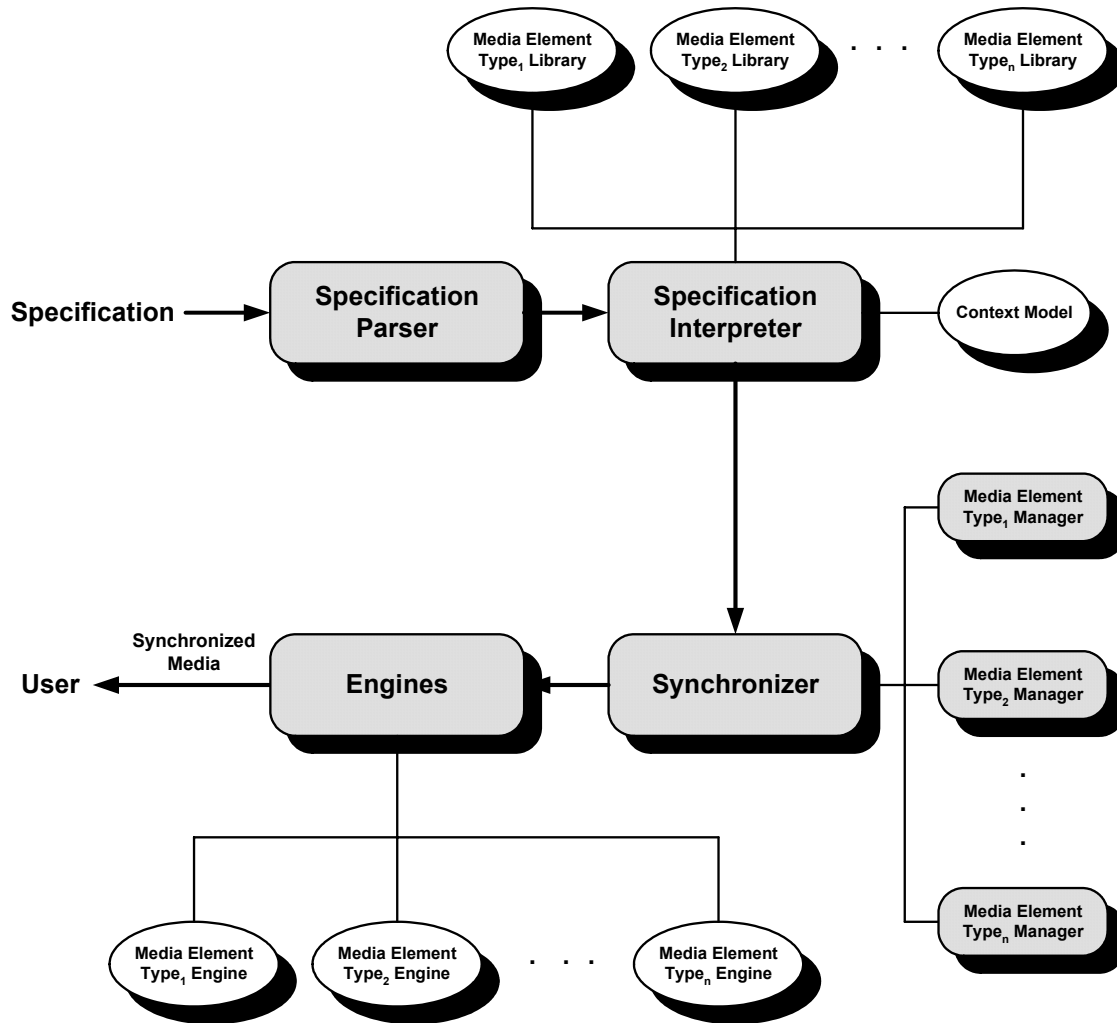 Media Element
Type₁ Library
Media Element
Type₂ Library
. . .
Media Element
Typeₙ Library
Specification
Specification
Parser
Specification
Interpreter
Context Model
Media Element
Type₁ Manager
User
Synchronized
Media
Engines
Synchronizer
Media Element
Type₂ Manager
.
.
.
Media Element
Typeₙ Manager
Media Element
Type₁ Engine
Media Element
Type₂ Engine
. . .
Media Element
Typeₙ Engine